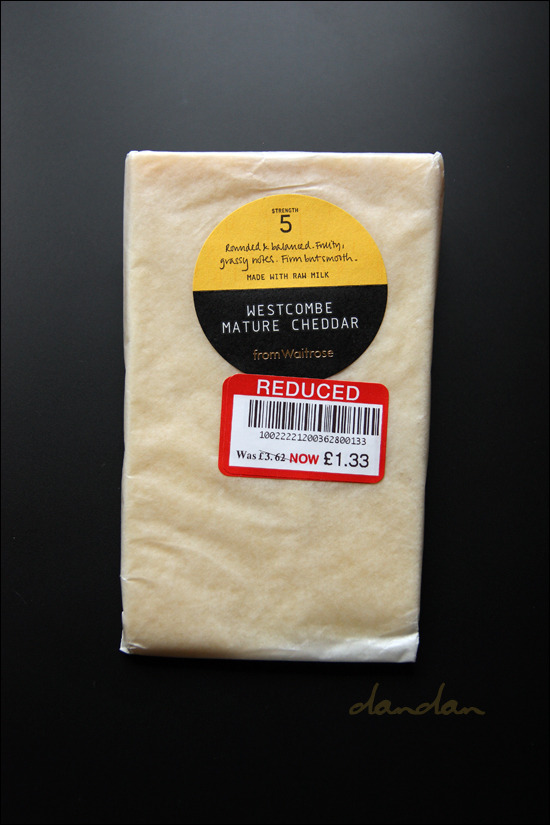 STRENGTH
5
Rounded & balanced. Fruity,
grassy notes. Firm but smooth.
MADE WITH RAW MILK
WESTCOMBE
MATURE CHEDDAR
from Waitrose
REDUCED
10022221200362800133
Was £3.62 NOW £1.33
dandan